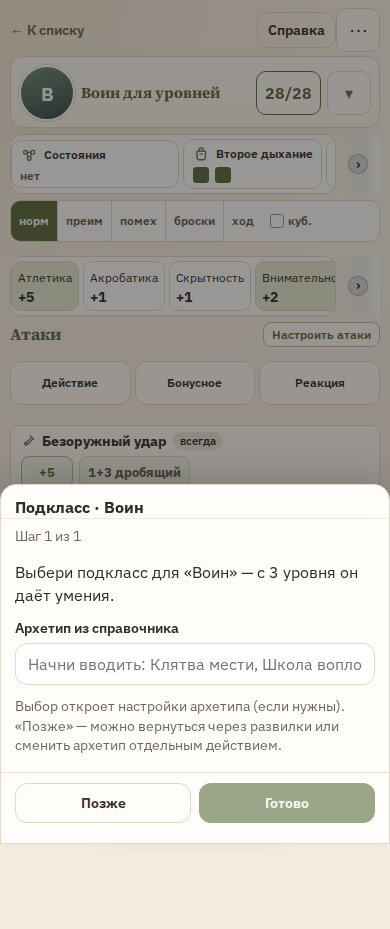 ← К списку
Справка
···
В
Воин для уровней
28/28
▼
Состояния
нет
Второе дыхание
›
норм преим помех броски ход куб.
Атлетика
+5
Акробатика
+1
Скрытность
+1
Внимательно
+2
›
Атаки
Настроить атаки
Действие Бонусное Реакция
Безоружный удар всегда
+5 1+3 дробящий
Подкласс · Воин
Шаг 1 из 1
Выбери подкласс для «Воин» — с 3 уровня он
даёт умения.
Архетип из справочника
Начни вводить: Клятва мести, Школа вопло
Выбор откроет настройки архетипа (если нужны).
«Позже» — можно вернуться через развилки или
сменить архетип отдельным действием.
Позже Готово